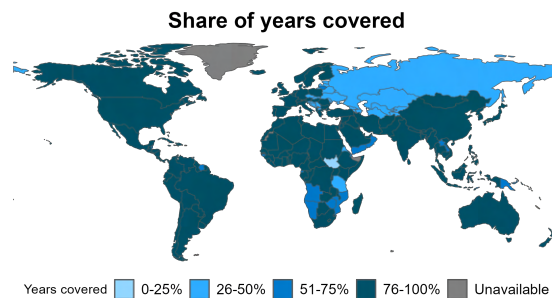 Share of years covered
Years covered 0-25% 26-50% 51-75% 76-100% Unavailable